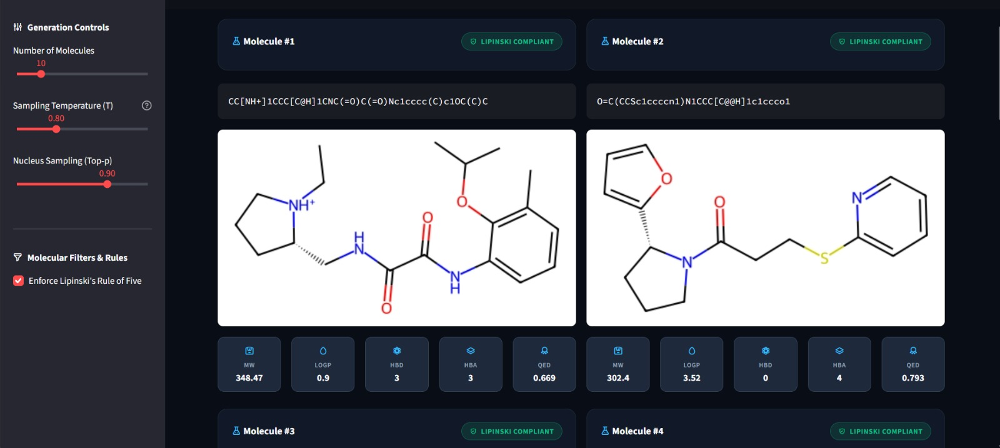 Generation Controls
Number of Molecules
10
Sampling Temperature (T)
?
0.80
Nucleus Sampling (Top-p)
0.90
Molecular Filters & Rules
Enforce Lipinski's Rule of Five
Molecule #1
LIPINSKI COMPLIANT
CC[NH+]1CCC[C@H]1CNC(=O)C(=O)Nc1cccc(C)c1OC(C)C
NH+
H
N
O
O
N
H
O
MW
348.47
LOGP
0.9
HBD
3
HBA
3
QED
0.669
Molecule #2
LIPINSKI COMPLIANT
O=C(CCSc1ccccn1)N1CCC[C@@H]1c1ccco1
O
O
N
N
S
MW
302.4
LOGP
3.52
HBD
0
HBA
4
QED
0.793
Molecule #3
LIPINSKI COMPLIANT
Molecule #4
LIPINSKI COMPLIANT